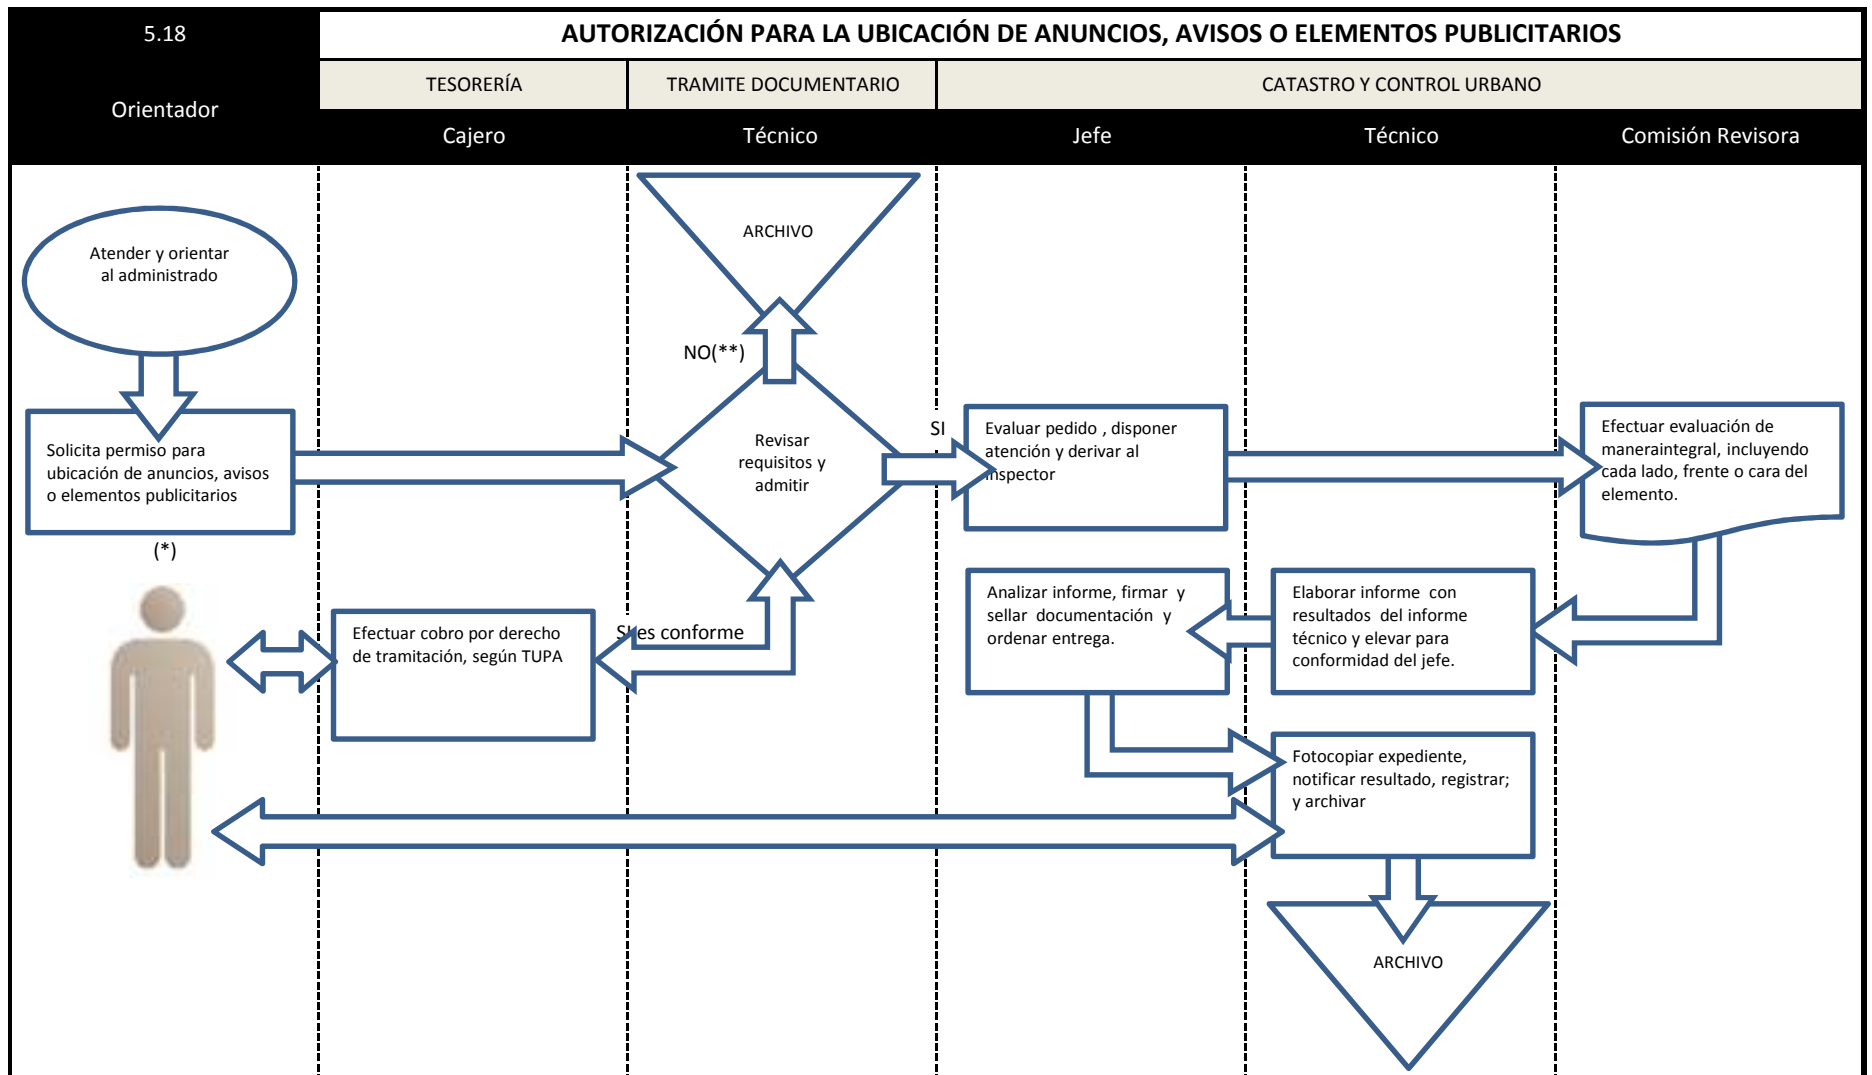 5.18
AUTORIZACIÓN PARA LA UBICACIÓN DE ANUNCIOS, AVISOS O ELEMENTOS PUBLICITARIOS
Orientador
TESORERÍA
TRAMITE DOCUMENTARIO
CATASTRO Y CONTROL URBANO
Cajero
Técnico
Jefe
Técnico
Comisión Revisora
Atender y orientar
al administrado
ARCHIVO
NO(**)
Solicita permiso para
ubicación de anuncios, avisos
o elementos publicitarios
(*)
Revisar
requisitos y
admitir
SI
Evaluar pedido , disponer
atención y derivar al
inspector
Efectuar evaluación de
maneraintegral, incluyendo
cada lado, frente o cara del
elemento.
Efectuar cobro por derecho
de tramitación, según TUPA
SI es conforme
Analizar informe, firmar y
sellar documentación y
ordenar entrega.
Elaborar informe con
resultados del informe
técnico y elevar para
conformidad del jefe.
Fotocopiar expediente,
notificar resultado, registrar;
y archivar
ARCHIVO